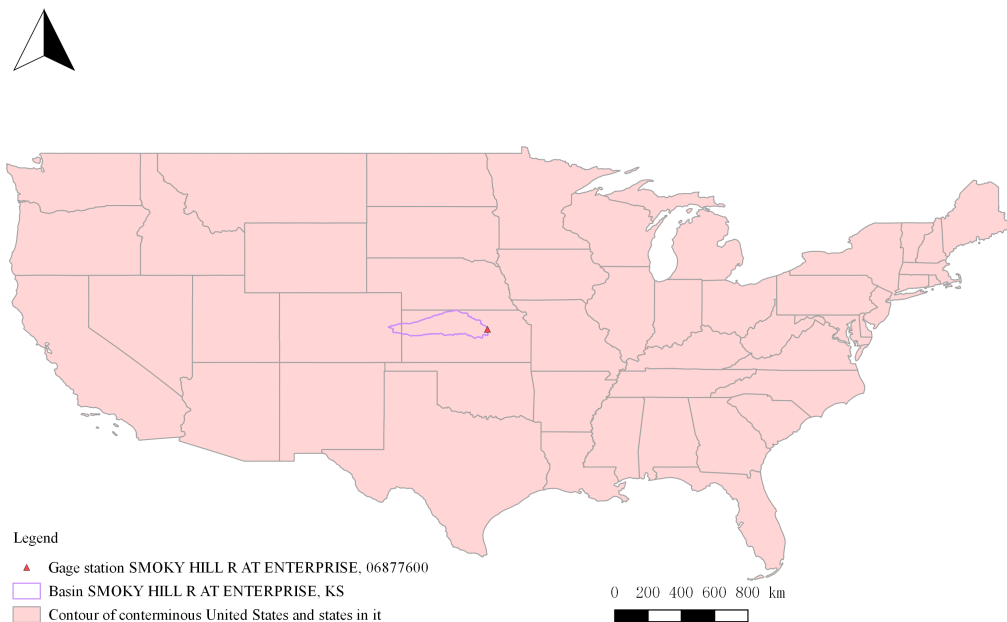 Legend
Gage station SMOKY HILL R AT ENTERPRISE, 06877600
Basin SMOKY HILL R AT ENTERPRISE, KS
Contour of conterminous United States and states in it
0 200 400 600 800 km